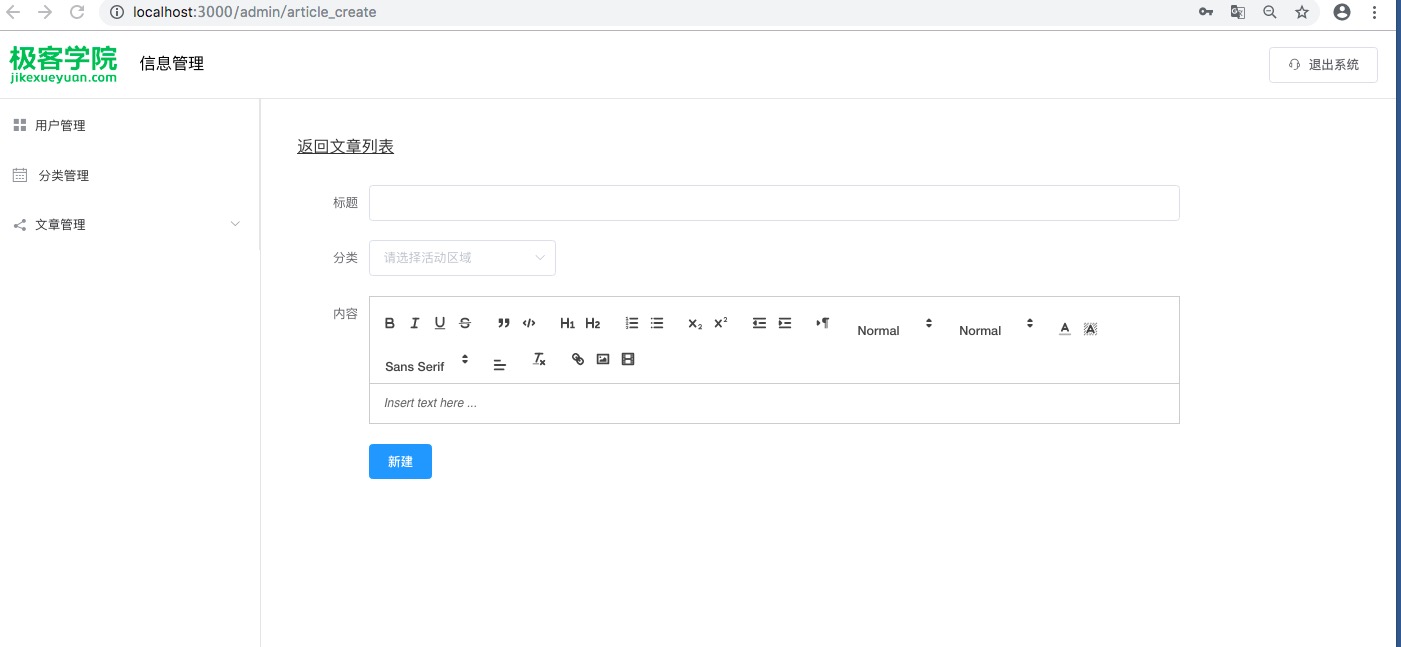 localhost:3000/admin/article_create
极客学院
jikexueyuan.com
信息管理
退出系统
用户管理
分类管理
文章管理
返回文章列表
标题
分类 请选择活动区域
内容
B I U S H1 H2 X2 X2 Normal Normal A A
Sans Serif Tx
Insert text here ...
新建